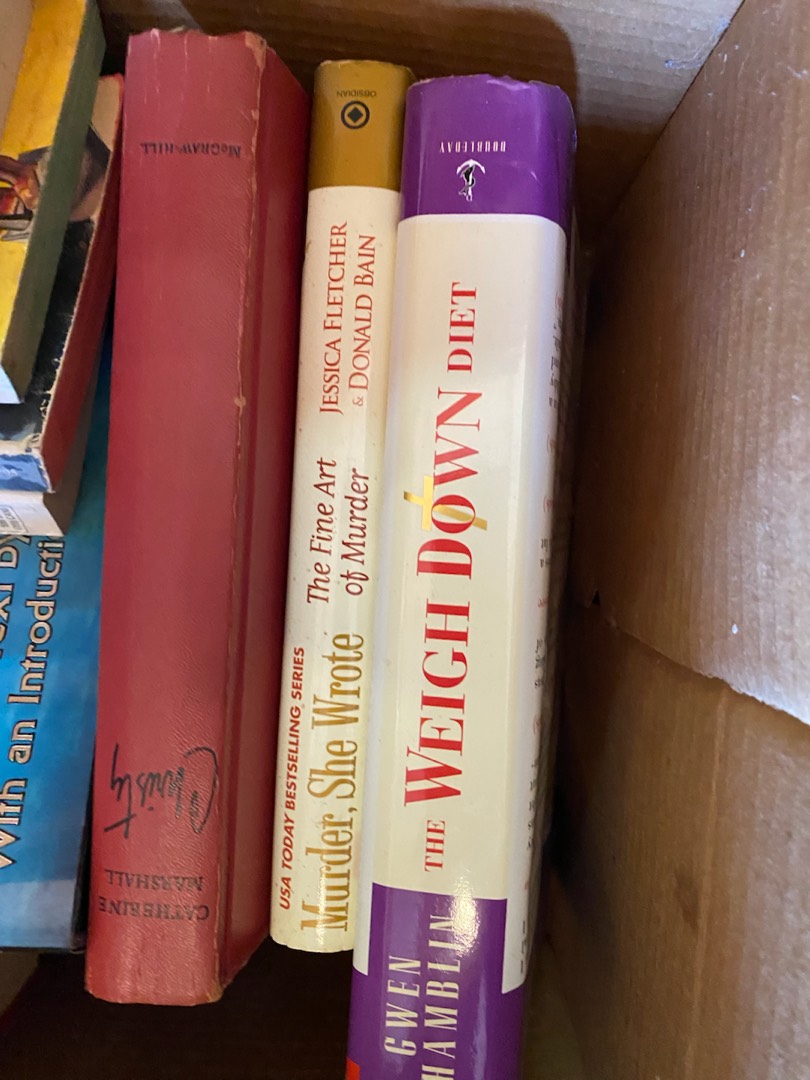 With an Introducti
McGRAW-HILL
Christy
CATHERINE
MARSHALL
OBSIDIAN
JESSICA FLETCHER
& DONALD BAIN
The Fine Art
of Murder
USA TODAY BESTSELLING SERIES
Murder, She Wrote
DOUBLEDAY
THE WEIGH DOWN DIET
GWEN
HAMBLIN